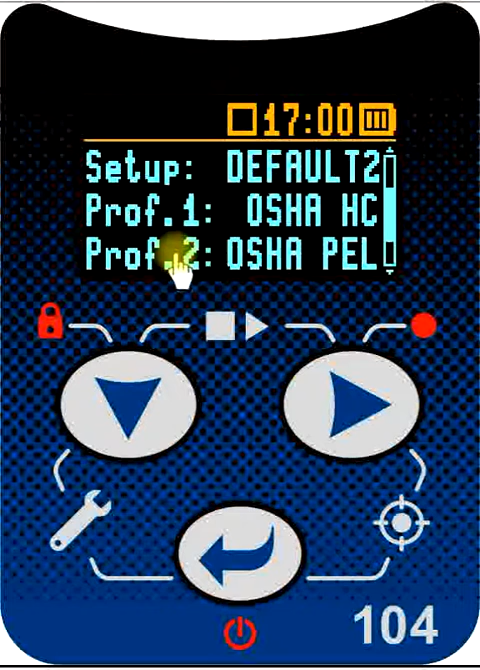 17:00
Setup: DEFAULT2
Prof.1: OSHA HC
Prof.2: OSHA PEL
104